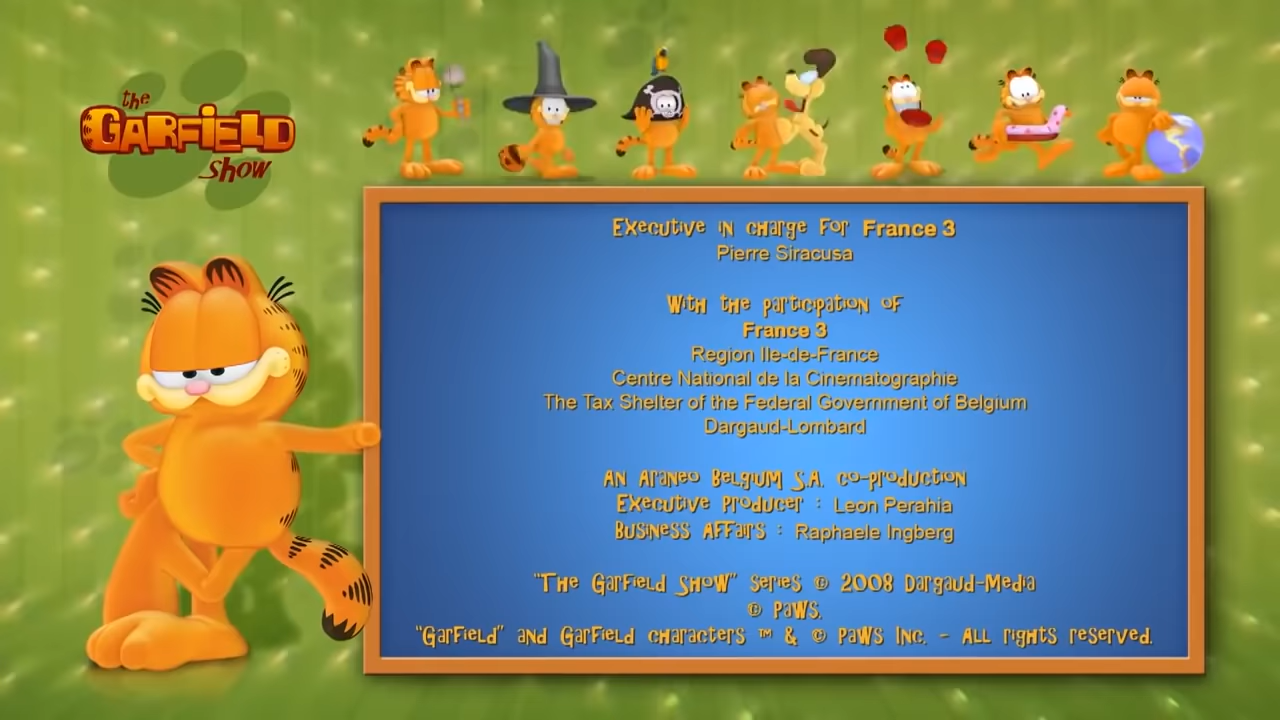 the
GARFIELD
show
Executive in charge for France 3
Pierre Siracusa
With the participation of
France 3
Region Ile-de-France
Centre National de la Cinematographie
The Tax Shelter of the Federal Government of Belgium
Dargaud-Lombard
An Araneo Belgium S.A. co-production
Executive Producer : Leon Perahia
Business Affairs : Raphaele Ingberg
"The Garfield Show" series © 2008 Dargaud-Media
© Paws.
"Garfield" and Garfield characters ™ & © Paws Inc. - All rights reserved.